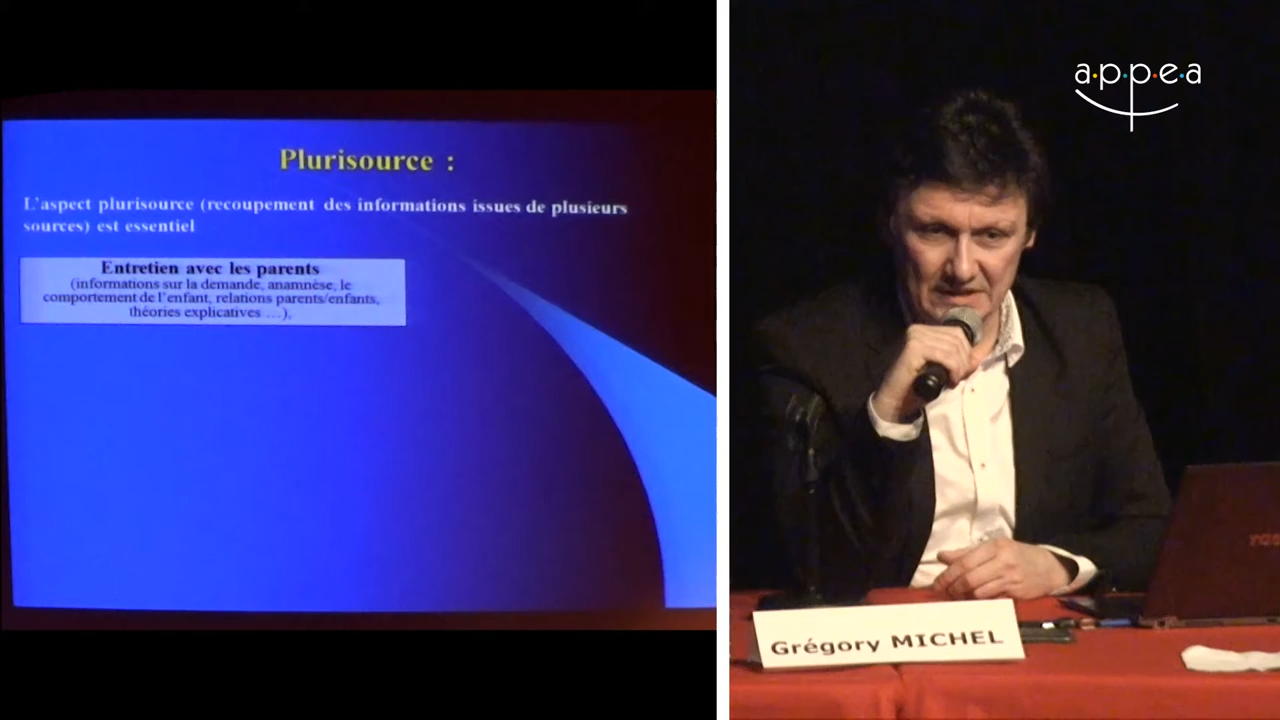 Plurisource :
L'aspect plurisource (recoupement des informations issues de plusieurs
sources) est essentiel
Entretien avec les parents
(informations sur la demande, anamnèse, le
comportement de l'enfant, relations parents/enfants,
théories explicatives …),
a·p·p·e·a
Grégory MICHEL